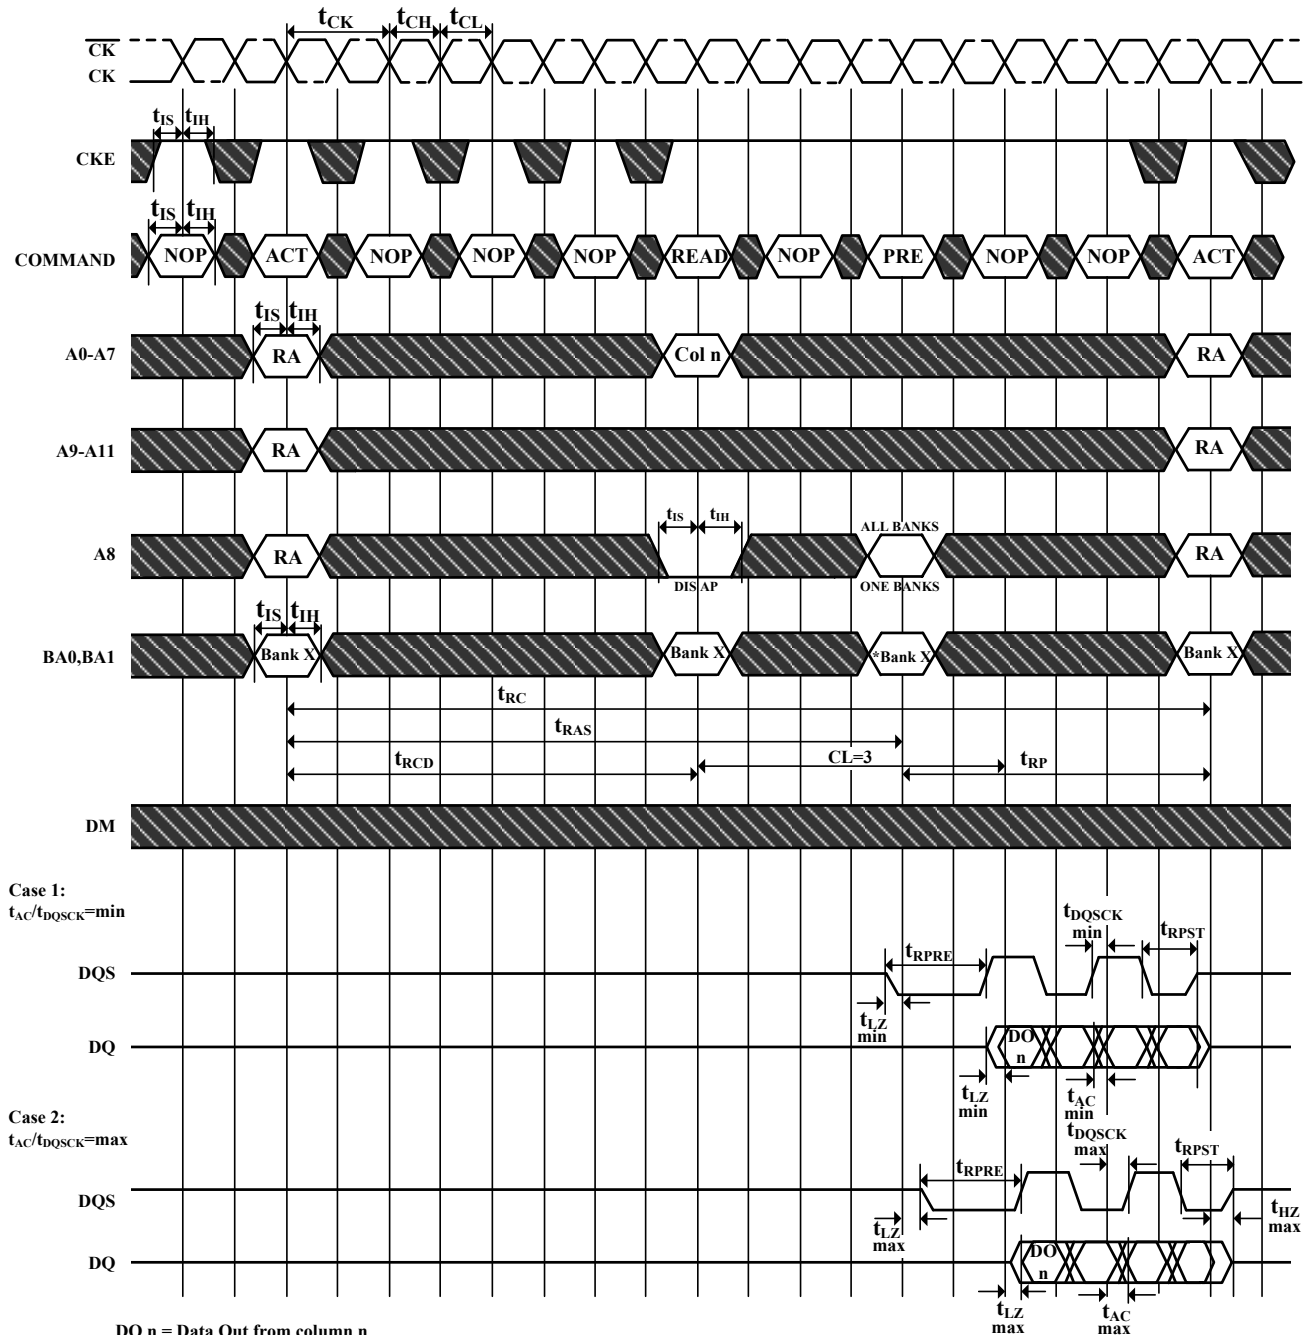 tCK tCH tCL
CK
CK
tIS tIH
CKE
tIS tIH
COMMAND NOP ACT NOP NOP NOP READ NOP PRE NOP NOP ACT
tIS tIH
A0-A7 RA Col n RA
A9-A11 RA RA
tIS tIH ALL BANKS
A8 RA RA
DIS AP ONE BANKS
tIS tIH
BA0,BA1 Bank X Bank X *Bank X Bank X
tRC
tRAS
tRCD CL=3 tRP
DM
Case 1:
tAC/tDQSCK=min
tDQSCK
min
tRPST
tRPRE
DQS
tLZ
min
DQ DO
n
tLZ
min
tAC
min
Case 2:
tAC/tDQSCK=max
tDQSCK
max
tRPST
tRPRE
DQS
tLZ
max
tHZ
max
DQ DO
n
tLZ
max
tAC
max
DO n = Data Out from column n